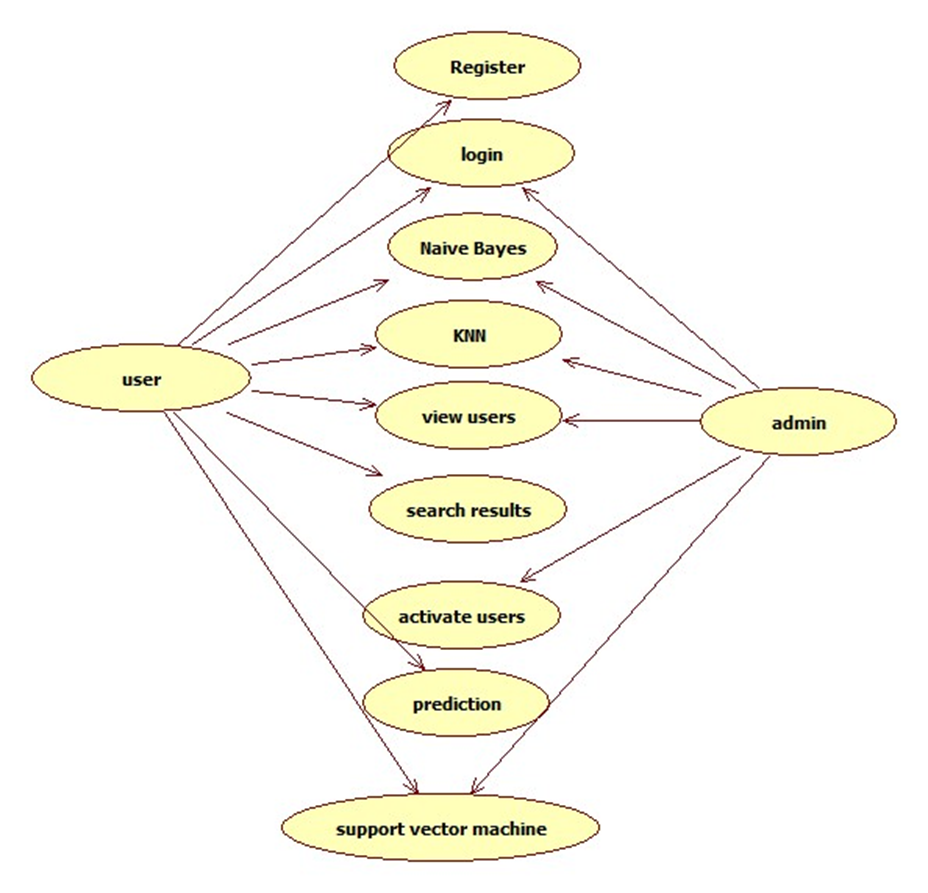 Register
login
Naive Bayes
KNN
user
view users
admin
search results
activate users
prediction
support vector machine